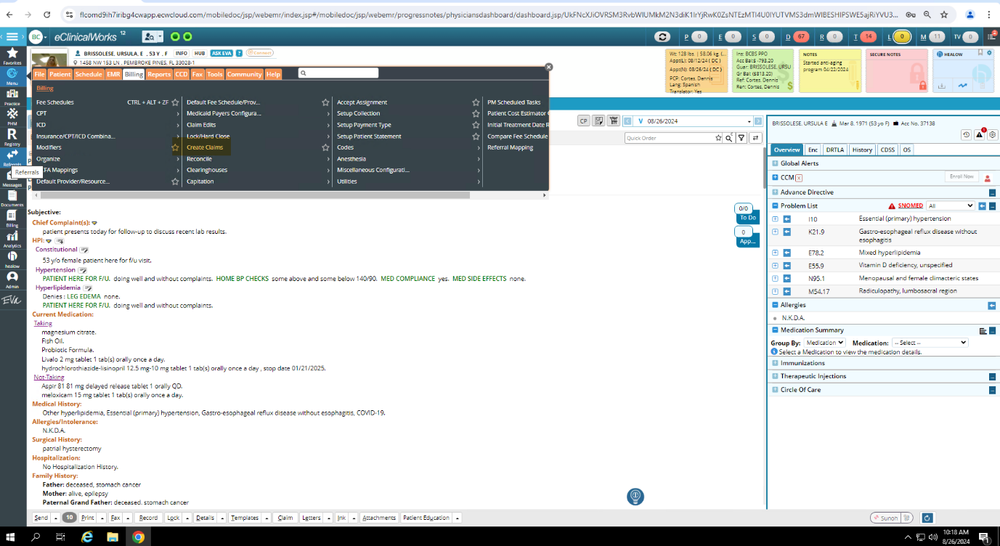 flcomd9ih7iribg4cwapp.ecwcloud.com/mobiledoc/jsp/webemr/index.jsp#/mobiledoc/jsp/webemr/progressnotes/physiciansdashboard/dashboard.jsp/
BC eClinicalWorks 12
P 0 E 0 S 0 D 67 R 0 T 14 L 0 M 11 TV 0
Favorites
Menu
Practice
PHM
Registry
Referrals
Referrals
Messages
Documents
Billing
Analytics
healow
Admin
EVA
BRISSOLESE, URSULA, E , 53 Y , F INFO HUB ASK EVA ? Connect
1458 NW 153 LN , PEMBROKE PINES, FL 33028-1
Wt: 128 lbs. | 58.06 kg. (...
Appt(L): 08/12/24 ( DC )
Appt(N): 08/26/24 ( DC )
PCP: Cortes, Dennis
Lang: Spanish
Translator: Yes
Ins: BCBS PPO
Acc Bal:$ -793.20
Guar: BRISSOLESE, URSU
Gr Bal: ($813.20)
Ref: Cortes, Dennis
Ren: Cortes, Dennis
NOTES
Started anti-aging
program 04/22/2024
SECURE NOTES
HEALOW
File Patient Schedule EMR Billing Reports CCD Fax Tools Community Help
Billing
Fee Schedules CTRL + ALT + ZF
CPT
ICD
Insurance/CPT/ICD Combina...
Modifiers
Organize
Default Provider/Resource...
Default Fee Schedule/Prov...
Medicaid Payers Configura...
Claim Edits
Lock/Hard Close
Create Claims
Reconcile
Clearinghouses
Capitation
Accept Assignment
Setup Collection
Setup Payment Type
Setup Patient Statement
Codes
Anesthesia
Miscellaneous Configurati...
Utilities
PM Scheduled Tasks
Patient Cost Estimator
Initial Treatment Date R
Compare Fee Schedule
Referral Mapping
CP V 08/26/2024
Quick Order
Subjective:
Chief Complaint(s):
patient presents today for follow-up to discuss recent lab results.
HPI:
Constitutional
53 y/o female patient here for f/u visit.
Hypertension
PATIENT HERE FOR F/U. doing well and without complaints. HOME BP CHECKS some above and some below 140/90. MED COMPLIANCE yes. MED SIDE EFFECTS none.
Hyperlipidemia
Denies : LEG EDEMA none.
PATIENT HERE FOR F/U. doing well and without complaints.
Current Medication:
Taking
magnesium citrate.
Fish Oil.
Probiotic Formula.
Livalo 2 mg tablet 1 tab(s) orally once a day.
hydrochlorothiazide-lisinopril 12.5 mg-10 mg tablet 1 tab(s) orally once a day , stop date 01/21/2025.
Not-Taking
Aspir 81 81 mg delayed release tablet 1 orally QD.
meloxicam 15 mg tablet 1 tab(s) orally once a day.
Medical History:
Other hyperlipidemia, Essential (primary) hypertension, Gastro-esophageal reflux disease without esophagitis, COVID-19.
Allergies/Intolerance:
N.K.D.A.
Surgical History:
patrial hysterectomy
Hospitalization:
No Hospitalization History.
Family History:
Father: deceased, stomach cancer
Mother: alive, epilepsy
Paternal Grand Father: deceased, stomach cancer
0/0
To Do
0
App...
BRISSOLESE, URSULA E Mar 8, 1971 (53 yo F) Acc No. 37138
Overview Enc DRTLA History CDSS OS
Global Alerts
CCM X Enroll Now
Advance Directive
Problem List SNOMED All
I10 Essential (primary) hypertension
K21.9 Gastro-esophageal reflux disease without
esophagitis
E78.2 Mixed hyperlipidemia
E55.9 Vitamin D deficiency, unspecified
N95.1 Menopausal and female climacteric states
M54.17 Radiculopathy, lumbosacral region
Allergies
N.K.D.A.
Medication Summary
Group By: Medication Medication: -- Select --
Select a Medication to view the medication details.
Immunizations
Therapeutic Injections
Circle Of Care
Send 10 Print Fax Record Lock Details Templates Claim Letters Ink Attachments Patient Education Sunoh
10:18 AM
8/26/2024
1